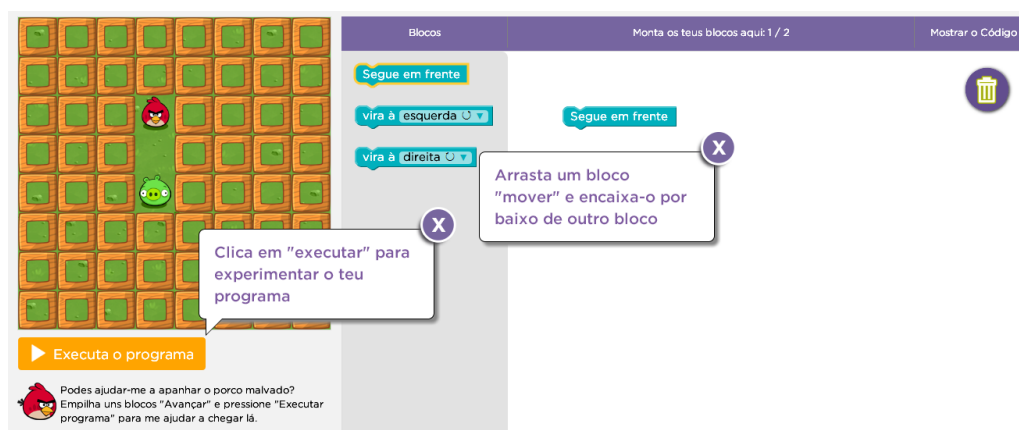 Blocos
Monta os teus blocos aqui: 1 / 2
Mostrar o Código
Segue em frente
vira à esquerda ↺ ▼
vira à direita ↻ ▼
Segue em frente
X
Arrasta um bloco
"mover" e encaixa-o por
baixo de outro bloco
X
Clica em "executar" para
experimentar o teu
programa
Executa o programa
Podes ajudar-me a apanhar o porco malvado?
Empilha uns blocos "Avançar" e pressione "Executar
programa" para me ajudar a chegar lá.